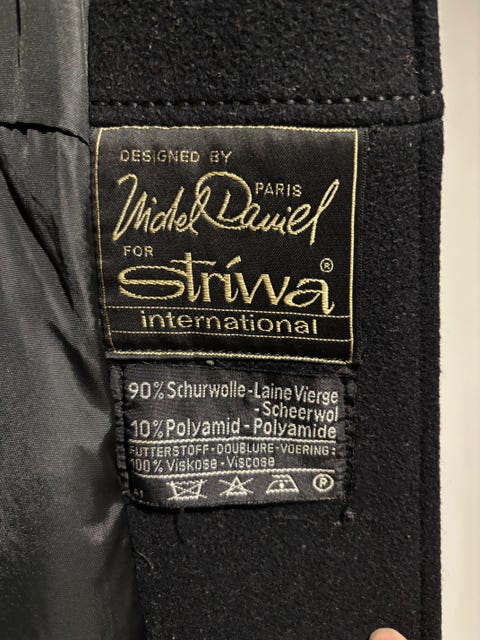 DESIGNED BY
PARIS
Michel Daniel
FOR
striwa®
international
90% Schurwolle-Laine Vierge
-Scheerwol
10% Polyamid - Polyamide
FUTTERSTOFF-DOUBLURE-VOERING:
100% Viskose - Viscose
P